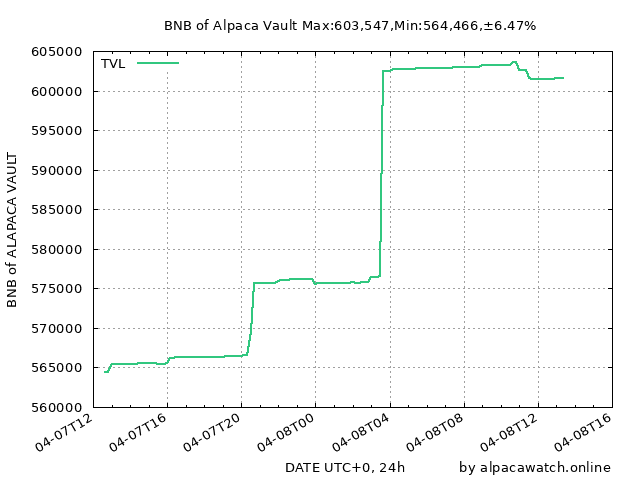 BNB of Alpaca Vault Max:603,547,Min:564,466,±6.47%
TVL
BNB of ALAPACA VAULT
605000
600000
595000
590000
585000
580000
575000
570000
565000
560000
04-07T12
04-07T16
04-07T20
04-08T00
04-08T04
04-08T08
04-08T12
04-08T16
DATE UTC+0, 24h
by alpacawatch.online